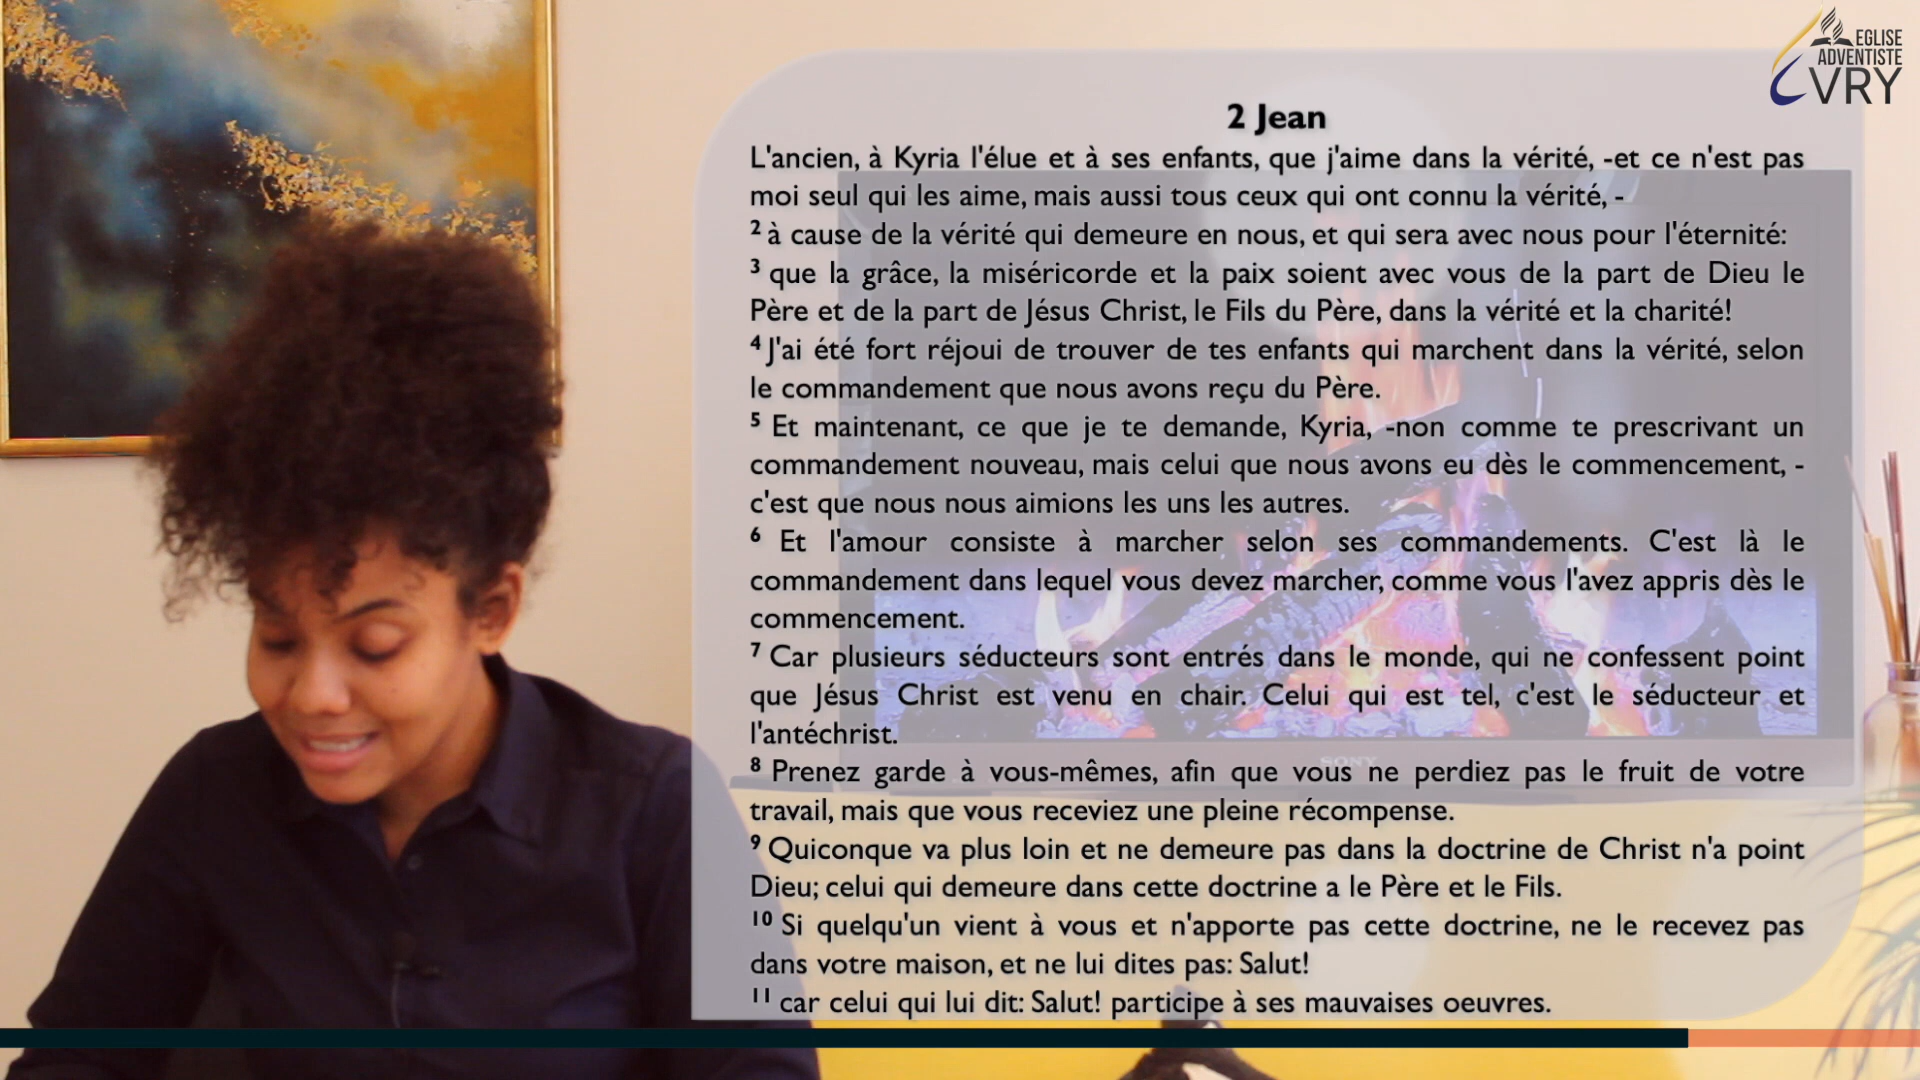 EGLISE
ADVENTISTE
VRY
2 Jean
L'ancien, à Kyria l'élue et à ses enfants, que j'aime dans la vérité, -et ce n'est pas
moi seul qui les aime, mais aussi tous ceux qui ont connu la vérité, -
2 à cause de la vérité qui demeure en nous, et qui sera avec nous pour l'éternité:
3 que la grâce, la miséricorde et la paix soient avec vous de la part de Dieu le
Père et de la part de Jésus Christ, le Fils du Père, dans la vérité et la charité!
4 J'ai été fort réjoui de trouver de tes enfants qui marchent dans la vérité, selon
le commandement que nous avons reçu du Père.
5 Et maintenant, ce que je te demande, Kyria, -non comme te prescrivant un
commandement nouveau, mais celui que nous avons eu dès le commencement, -
c'est que nous nous aimions les uns les autres.
6 Et l'amour consiste à marcher selon ses commandements. C'est là le
commandement dans lequel vous devez marcher, comme vous l'avez appris dès le
commencement.
7 Car plusieurs séducteurs sont entrés dans le monde, qui ne confessent point
que Jésus Christ est venu en chair. Celui qui est tel, c'est le séducteur et
l'antéchrist.
SONY
8 Prenez garde à vous-mêmes, afin que vous ne perdiez pas le fruit de votre
travail, mais que vous receviez une pleine récompense.
9 Quiconque va plus loin et ne demeure pas dans la doctrine de Christ n'a point
Dieu; celui qui demeure dans cette doctrine a le Père et le Fils.
10 Si quelqu'un vient à vous et n'apporte pas cette doctrine, ne le recevez pas
dans votre maison, et ne lui dites pas: Salut!
11 car celui qui lui dit: Salut! participe à ses mauvaises oeuvres.